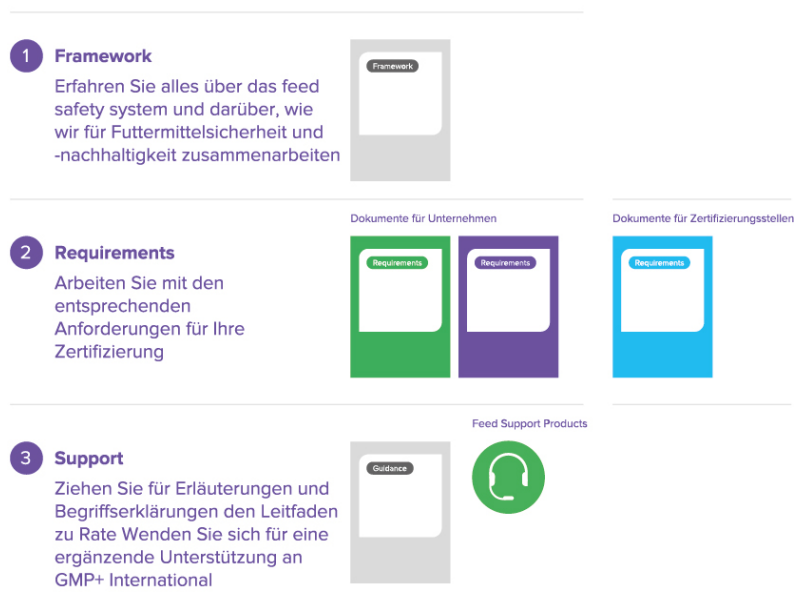 1 Framework
Erfahren Sie alles über das feed
safety system und darüber, wie
wir für Futtermittelsicherheit und
-nachhaltigkeit zusammenarbeiten
Framework
Dokumente für Unternehmen
Dokumente für Zertifizierungsstellen
2 Requirements
Arbeiten Sie mit den
entsprechenden
Anforderungen für Ihre
Zertifizierung
Requirements
Requirements
Requirements
Feed Support Products
3 Support
Ziehen Sie für Erläuterungen und
Begriffserklärungen den Leitfaden
zu Rate Wenden Sie sich für eine
ergänzende Unterstützung an
GMP+ International
Guidance